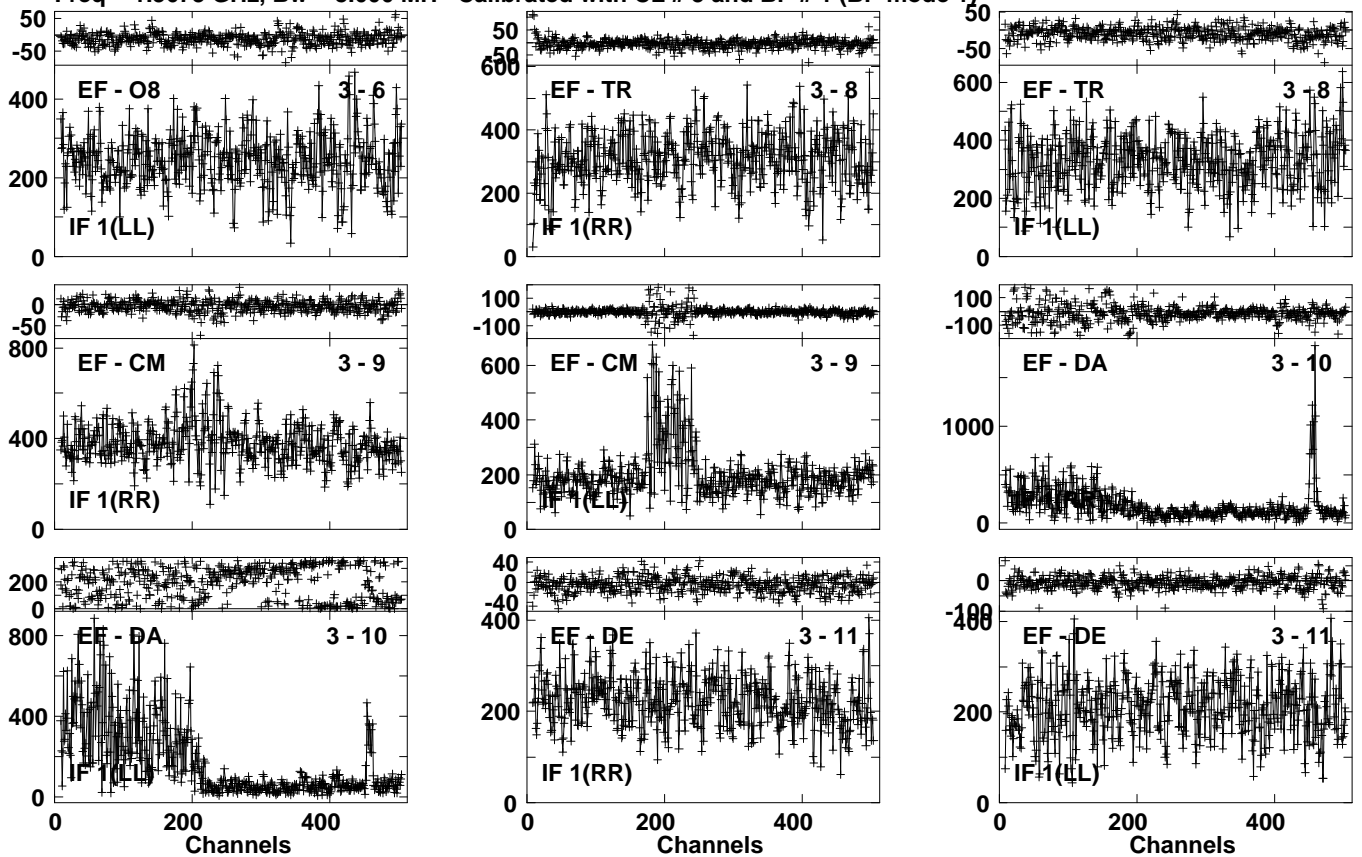 50
-50
400
200
0
EF - O8
3 - 6
IF 1(LL)
50
-50
600
400
200
0
EF - TR
3 - 8
IF 1(RR)
50
-50
600
400
200
0
EF - TR
3 - 8
IF 1(LL)
0
-50
800
400
0
EF - CM
3 - 9
IF 1(RR)
100
-100
600
400
200
0
EF - CM
3 - 9
IF 1(LL)
100
-100
1000
0
EF - DA
3 - 10
200
0
800
400
0
EF - DA
3 - 10
IF 1(LL)
0 200 400
Channels
40
0
-40
400
200
0
EF - DE
3 - 11
IF 1(RR)
0 200 400
Channels
0
-100
400
200
0
EF - DE
3 - 11
IF 1(LL)
0 200 400
Channels